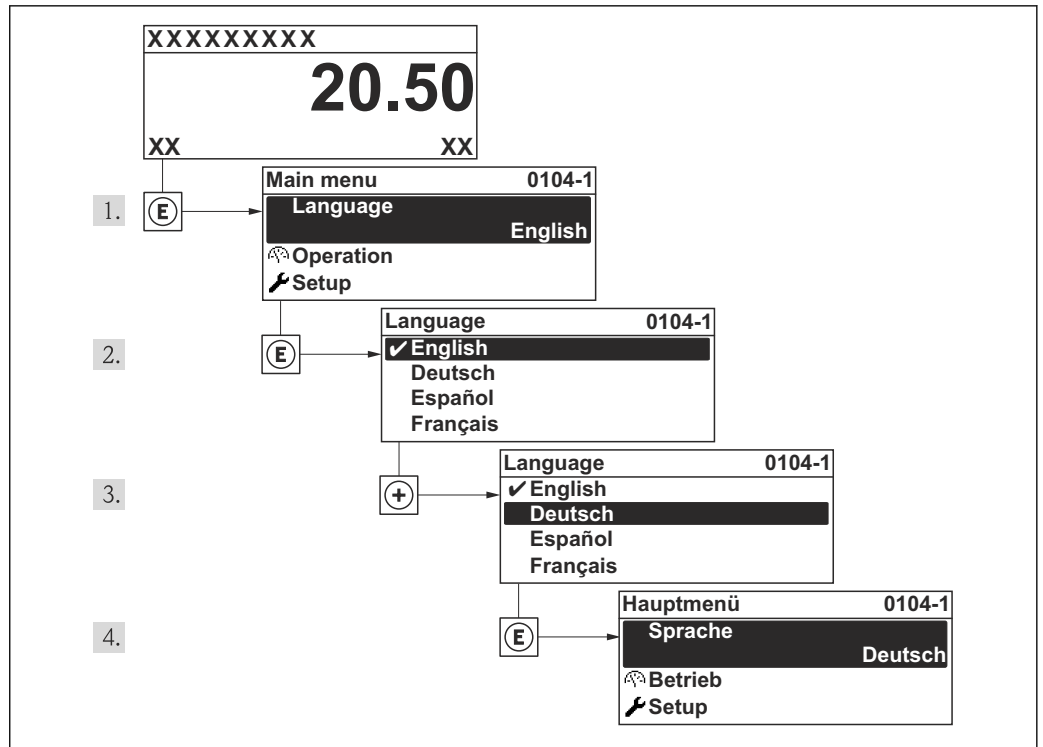 XXXXXXXXX
20.50
XX XX
1. E
Main menu 0104-1
Language
English
Operation
Setup
2. E
Language 0104-1
✔English
Deutsch
Español
Français
3. +
Language 0104-1
✔English
Deutsch
Español
Français
4. E
Hauptmenü 0104-1
Sprache
Deutsch
Betrieb
Setup